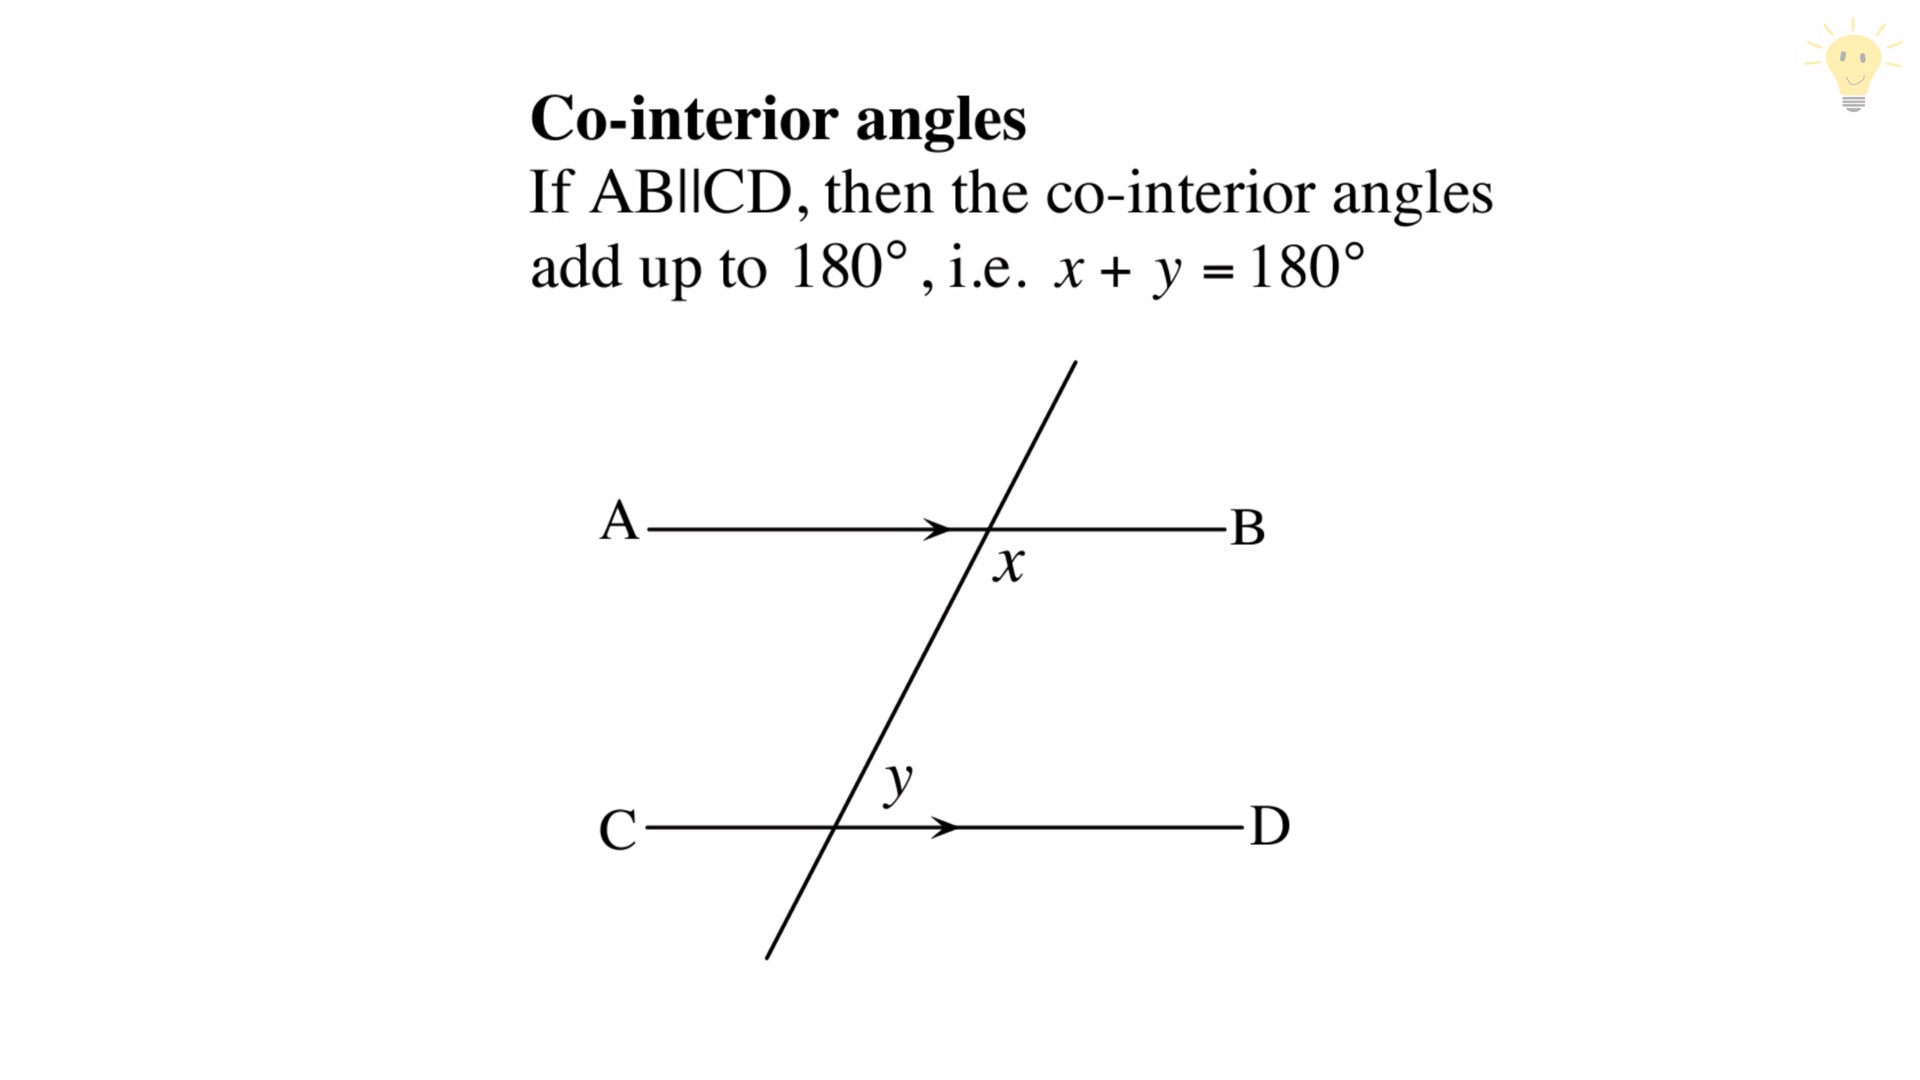 Co-interior angles
If AB||CD, then the co-interior angles
add up to 180°, i.e. x + y = 180°
A
B
x
y
C
D